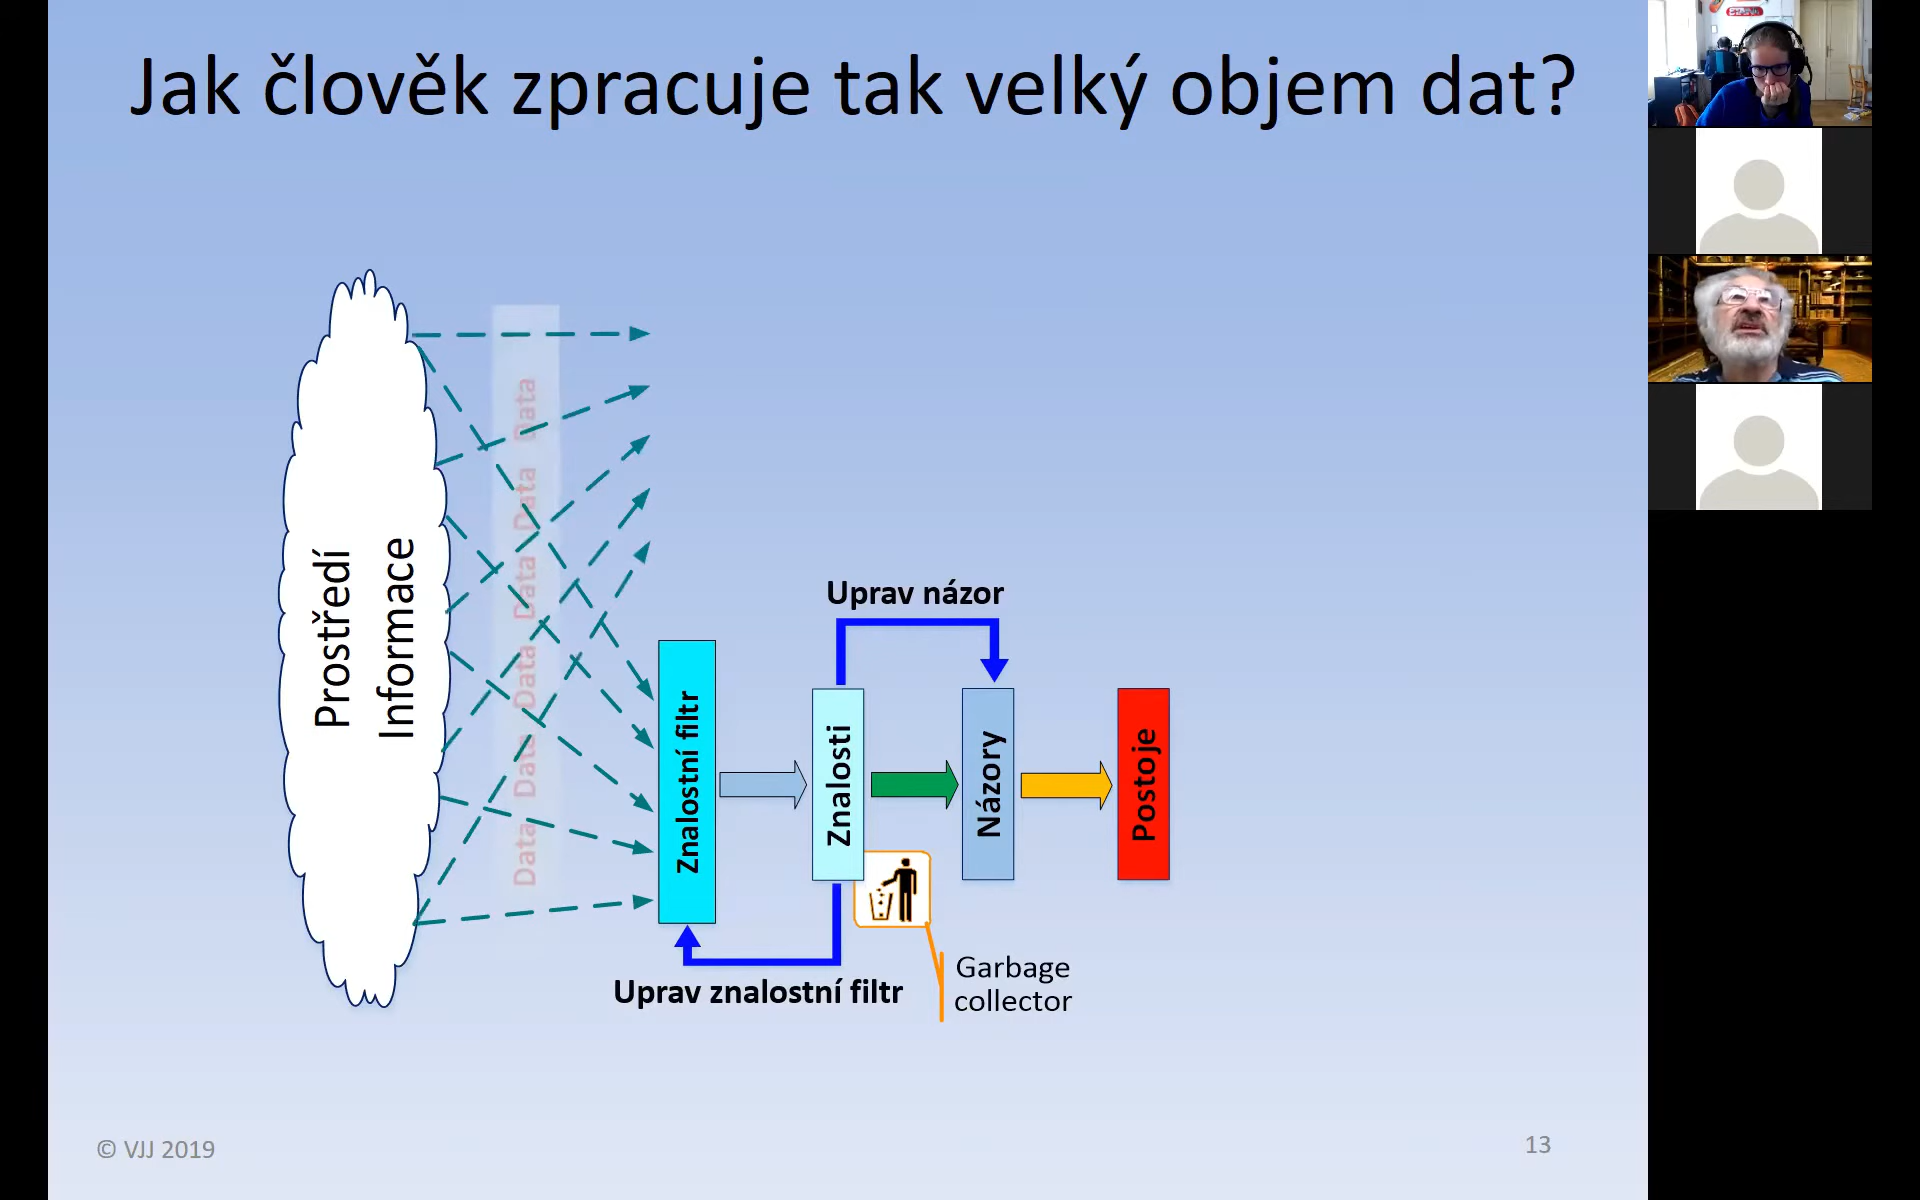 Jak člověk zpracuje tak velký objem dat?
Prostředí
Informace
Data Data Data Data Data Data
Uprav názor
Znalostní filtr
Znalosti
Názory
Postoje
Uprav znalostní filtr
Garbage
collector
© VJJ 2019
13